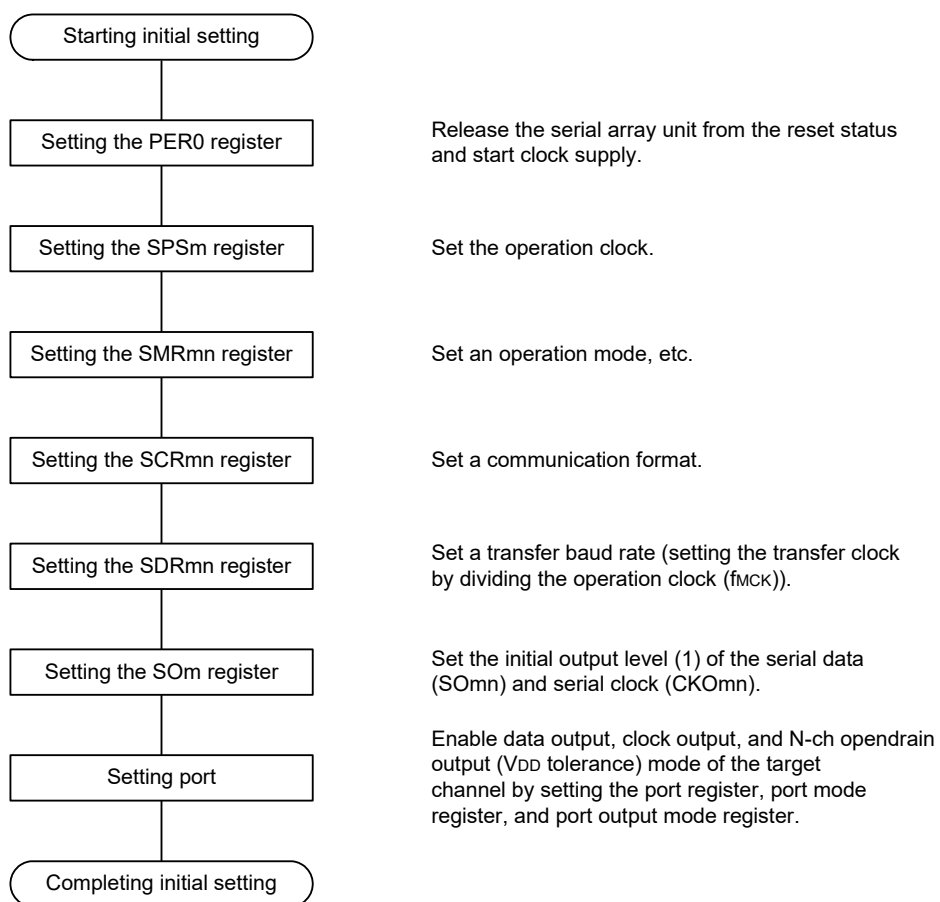 Starting initial setting
Setting the PER0 register
Release the serial array unit from the reset status
and start clock supply.
Setting the SPSm register
Set the operation clock.
Setting the SMRmn register
Set an operation mode, etc.
Setting the SCRmn register
Set a communication format.
Setting the SDRmn register
Set a transfer baud rate (setting the transfer clock
by dividing the operation clock (fMCK)).
Setting the SOm register
Set the initial output level (1) of the serial data
(SOmn) and serial clock (CKOmn).
Setting port
Enable data output, clock output, and N-ch opendrain
output (VDD tolerance) mode of the target
channel by setting the port register, port mode
register, and port output mode register.
Completing initial setting